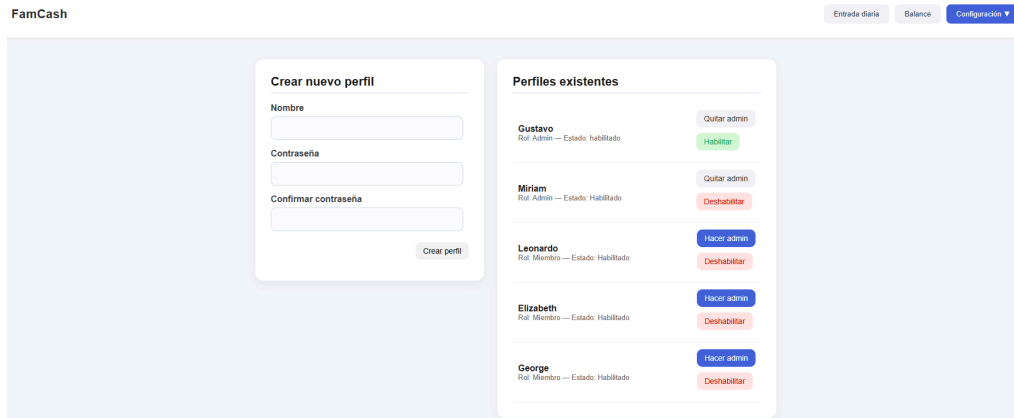 FamCash
Entrada diaria
Balance
Configuración ▼
Crear nuevo perfil
Nombre
Contraseña
Confirmar contraseña
Crear perfil
Perfiles existentes
Gustavo
Rol: Admin — Estado: habilitado
Quitar admin
Habilitar
Miriam
Rol: Admin — Estado: Habilitado
Quitar admin
Deshabilitar
Leonardo
Rol: Miembro — Estado: Habilitado
Hacer admin
Deshabilitar
Elizabeth
Rol: Miembro — Estado: Habilitado
Hacer admin
Deshabilitar
George
Rol: Miembro — Estado: Habilitado
Hacer admin
Deshabilitar